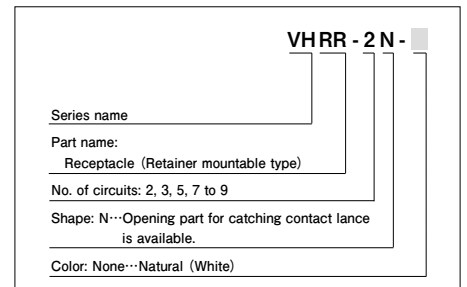 VHRR - 2 N -
Series name
Part name:
Receptacle (Retainer mountable type)
No. of circuits: 2, 3, 5, 7 to 9
Shape: N…Opening part for catching contact lance
is available.
Color: None…Natural (White)